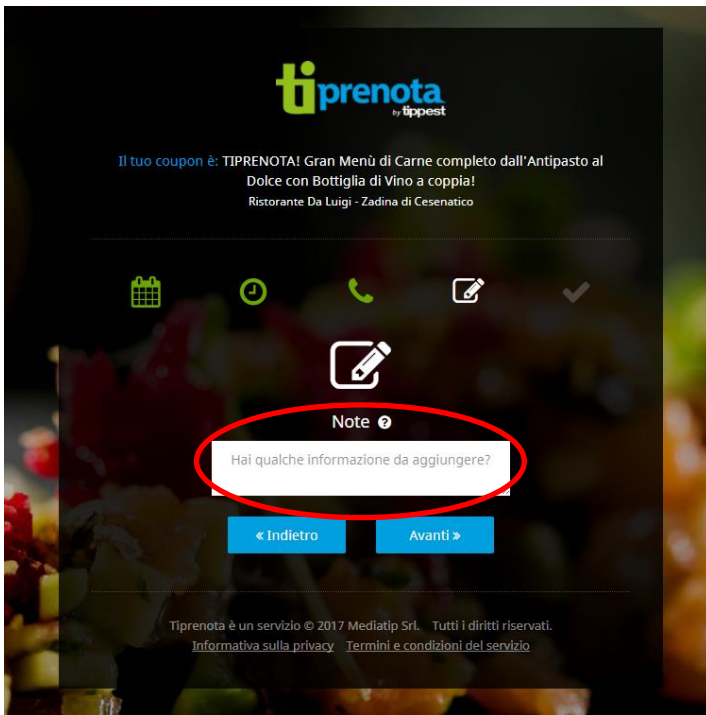 tiprenota
by tippest
Il tuo coupon è: TIPRENOTA! Gran Menù di Carne completo dall'Antipasto al
Dolce con Bottiglia di Vino a coppia!
Ristorante Da Luigi - Zadina di Cesenatico
Note ?
Hai qualche informazione da aggiungere?
« Indietro Avanti »
Tiprenota è un servizio © 2017 Mediatip Srl. Tutti i diritti riservati.
Informativa sulla privacy Termini e condizioni del servizio